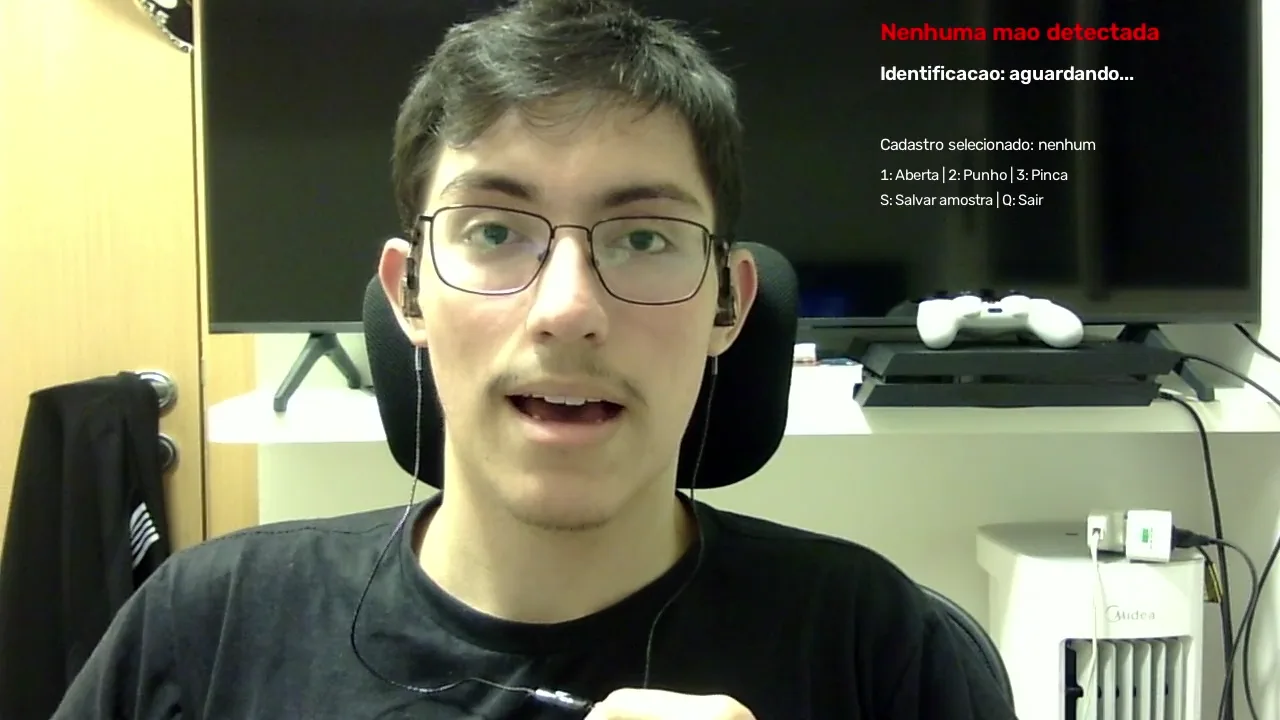 Nenhuma mao detectada
Identificacao: aguardando...
Cadastro selecionado: nenhum
1: Aberta | 2: Punho | 3: Pinca
S: Salvar amostra | Q: Sair
Midea